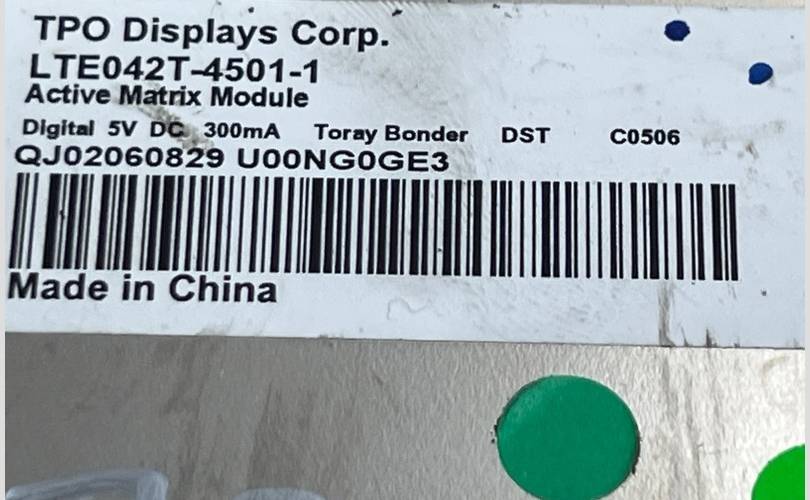 TPO Displays Corp.
LTE042T-4501-1
Active Matrix Module
Digital 5V DC 300mA Toray Bonder DST C0506
QJ02060829 U00NG0GE3
Made in China